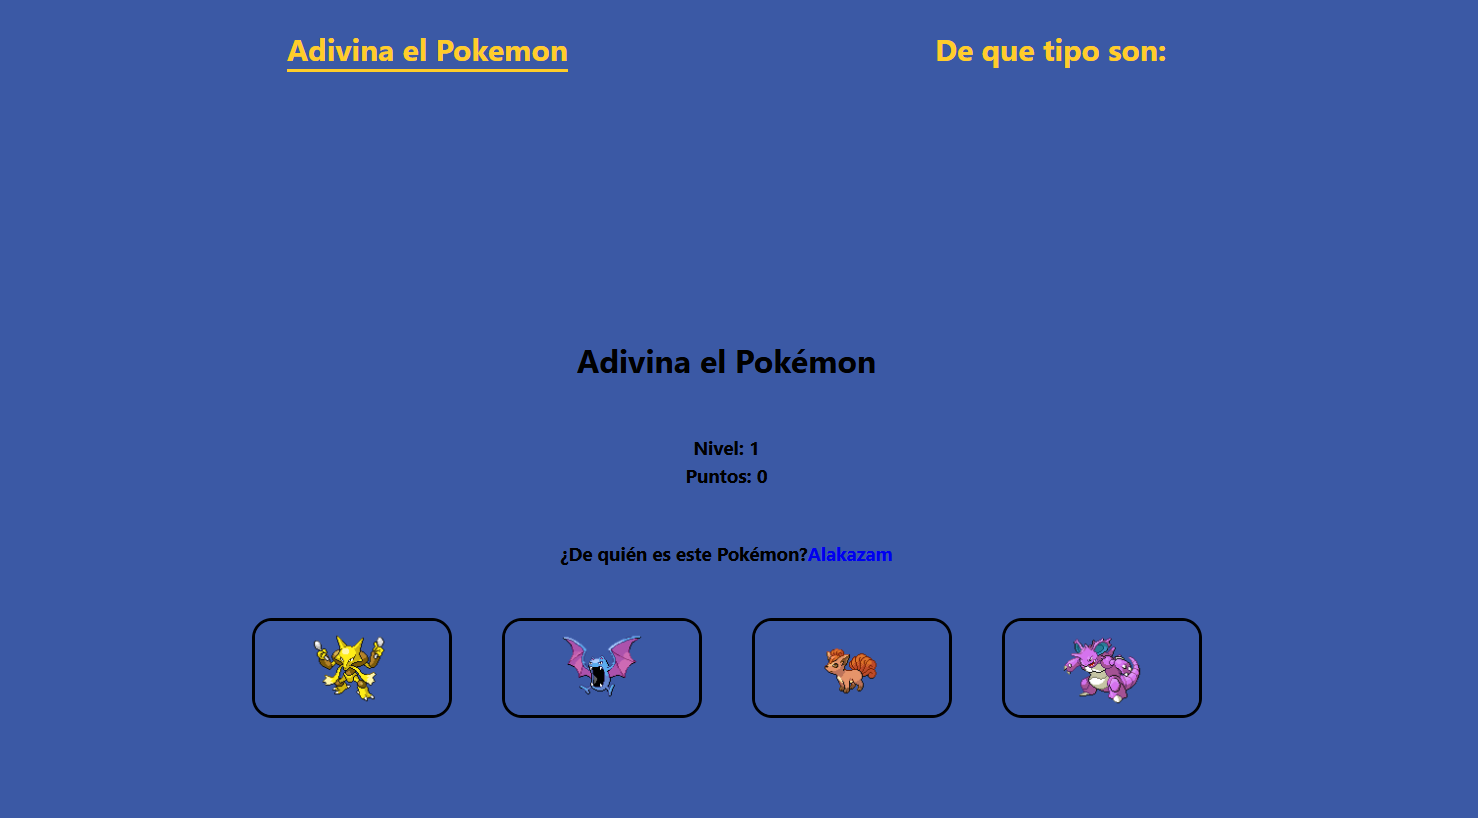 Adivina el Pokemon
De que tipo son:
Adivina el Pokémon
Nivel: 1
Puntos: 0
¿De quién es este Pokémon?Alakazam